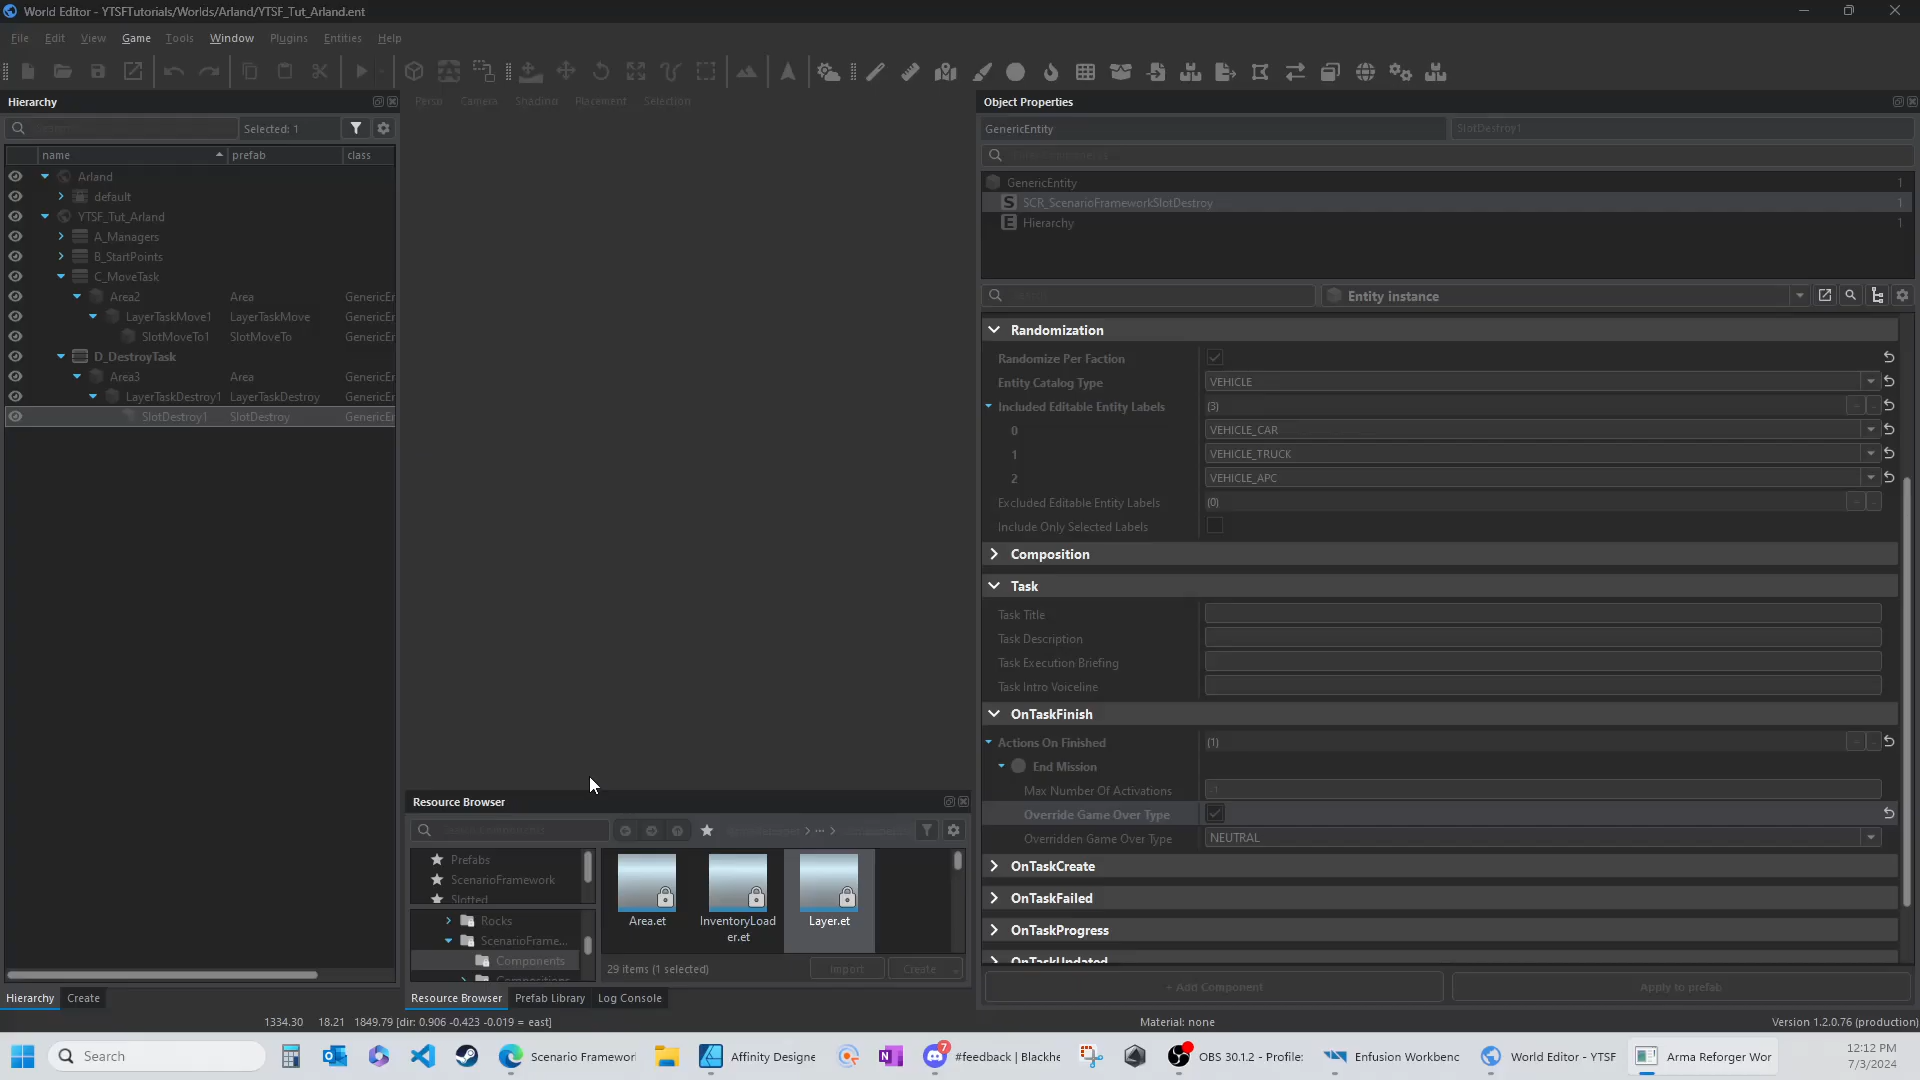 World Editor - YTSFTutorials/Worlds/Arland/YTSF_Tut_Arland.ent
File Edit View Game Tools Window Plugins Entities Help
Hierarchy
Selected: 1
name prefab class
Arland
default
YTSF_Tut_Arland
A_Managers
B_StartPoints
C_MoveTask
Area2 Area GenericEr
LayerTaskMove1 LayerTaskMove GenericEr
SlotMoveTo1 SlotMoveTo GenericEr
D_DestroyTask
Area3 Area GenericEr
LayerTaskDestroy1 LayerTaskDestroy GenericEr
SlotDestroy1 SlotDestroy GenericEr
Hierarchy Create
Persp Camera Shading Placement Selection
Resource Browser
Prefabs
ScenarioFramework
Slotted
Rocks
ScenarioFrame...
Components
Compositions
Area.et
InventoryLoad
er.et
Layer.et
29 items (1 selected)
Import Create
Resource Browser Prefab Library Log Console
Object Properties
GenericEntity SlotDestroy1
GenericEntity 1
SCR_ScenarioFrameworkSlotDestroy 1
Hierarchy 1
Entity instance
Randomization
Randomize Per Faction
Entity Catalog Type VEHICLE
Included Editable Entity Labels (3)
0 VEHICLE_CAR
1 VEHICLE_TRUCK
2 VEHICLE_APC
Excluded Editable Entity Labels (0)
Include Only Selected Labels
Composition
Task
Task Title
Task Description
Task Execution Briefing
Task Intro Voiceline
OnTaskFinish
Actions On Finished (1)
End Mission
Max Number Of Activations -1
Override Game Over Type
Overridden Game Over Type NEUTRAL
OnTaskCreate
OnTaskFailed
OnTaskProgress
OnTaskUpdated
+ Add Component Apply to prefab
1334.30 18.21 1849.79 [dir: 0.906 -0.423 -0.019 = east] Material: none Version 1.2.0.76 (production)
Search Scenario Framewor Affinity Designe 7 #feedback | Blackhe OBS 30.1.2 - Profile: Enfusion Workbenc World Editor - YTSF Arma Reforger Wor
12:12 PM
7/3/2024